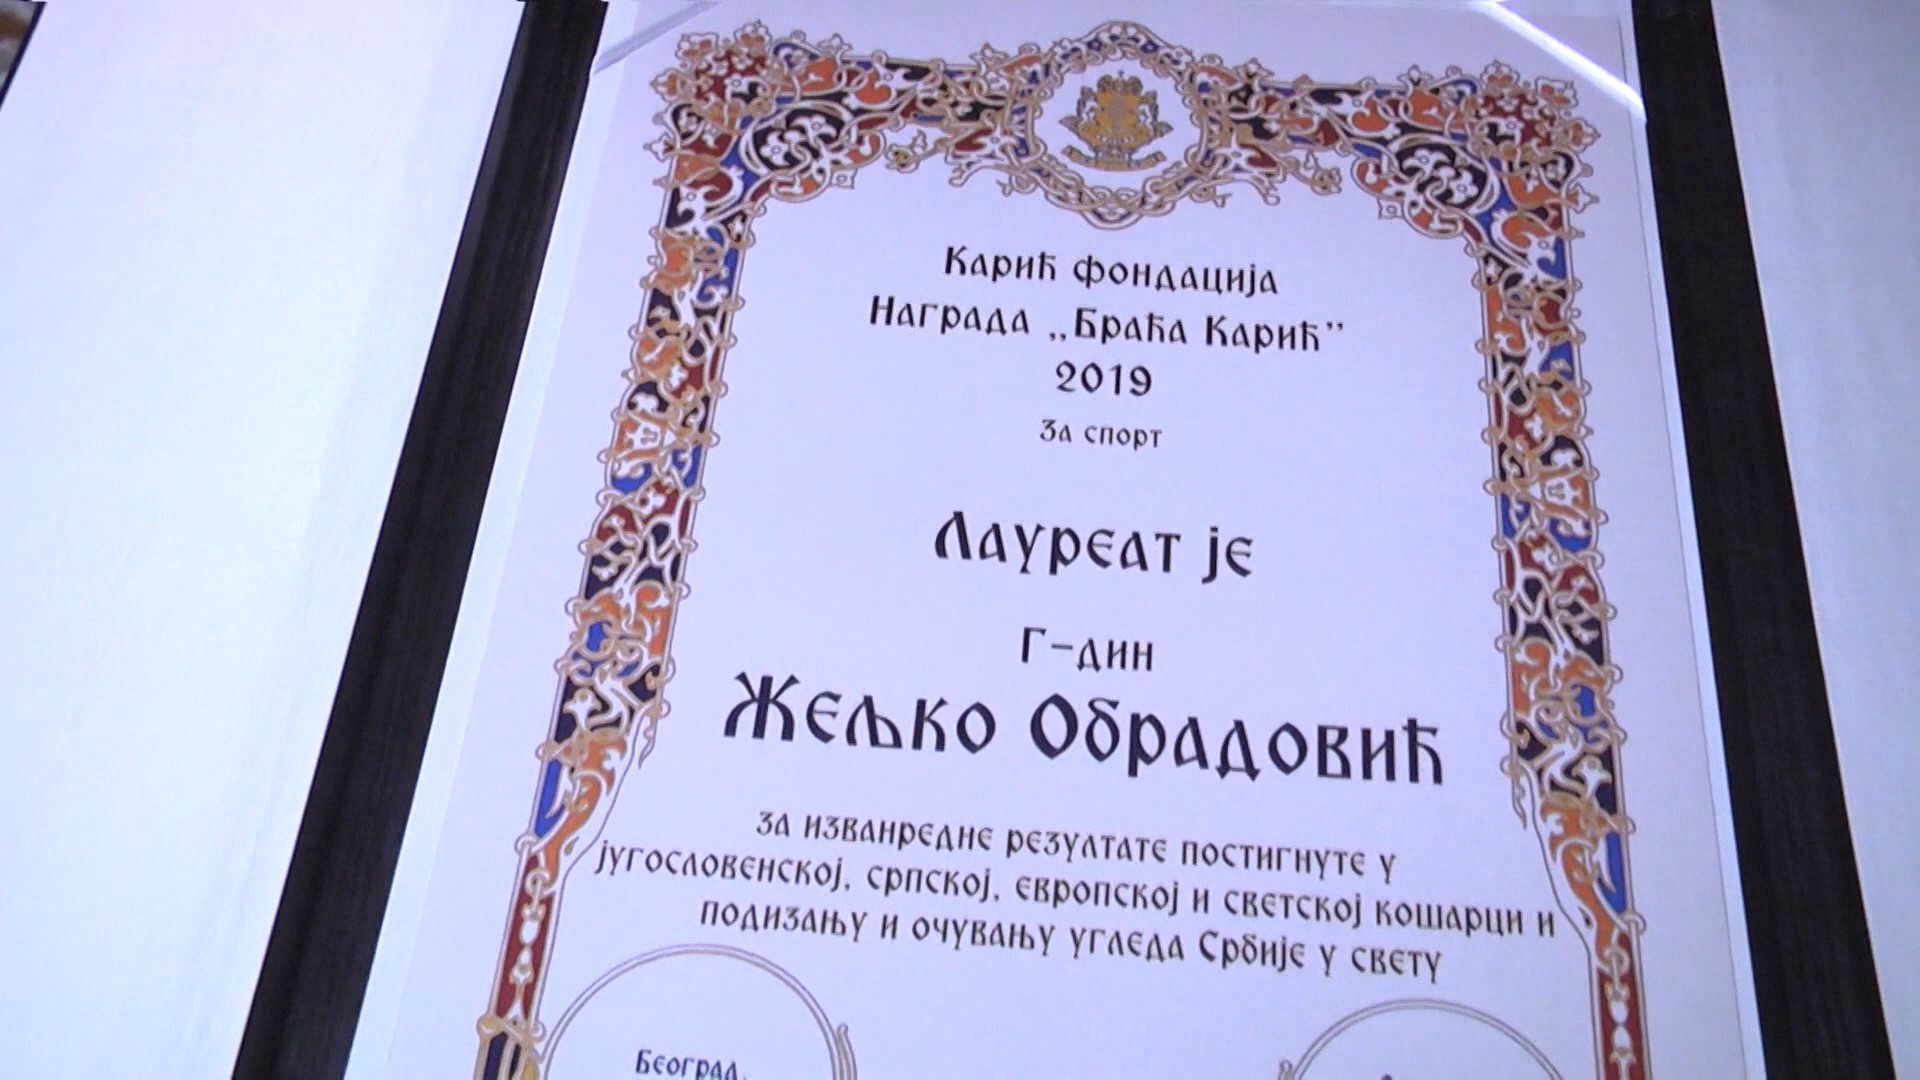 Карић фондација
Награда „Браћа Карић”
2019
За спорт
Лауреат је
Г-дин
Жељко Обрадовић
за изванредне резултате постигнуте у
југословенској, српској, европској и светској кошарци и
подизању и очувању угледа Србије у свету
Београд,